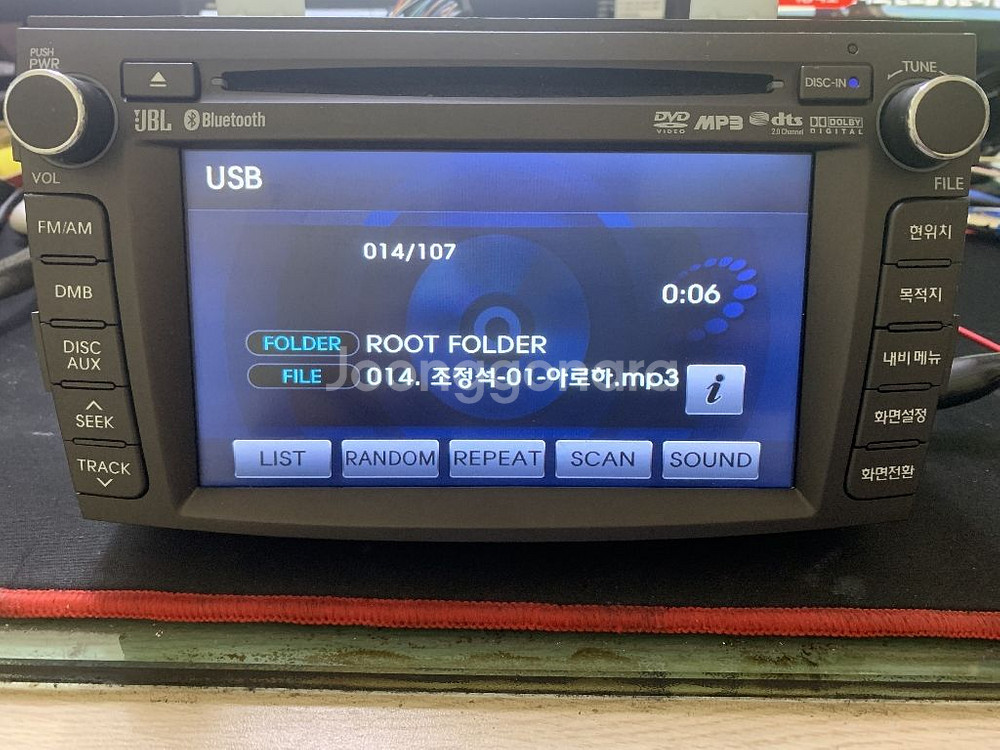 PUSH
PWR
VOL
JBL
Bluetooth
DISC-IN
TUNE
FILE
DVD
VIDEO
MP3
dts
2.0 Channel
DOLBY
DIGITAL
FM/AM
DMB
DISC
AUX
SEEK
TRACK
USB
014/107
0:06
FOLDER ROOT FOLDER
FILE 014. 조정석-01-아로하.mp3
i
Joonggonara
LIST RANDOM REPEAT SCAN SOUND
현위치
목적지
내비메뉴
화면설정
화면전환